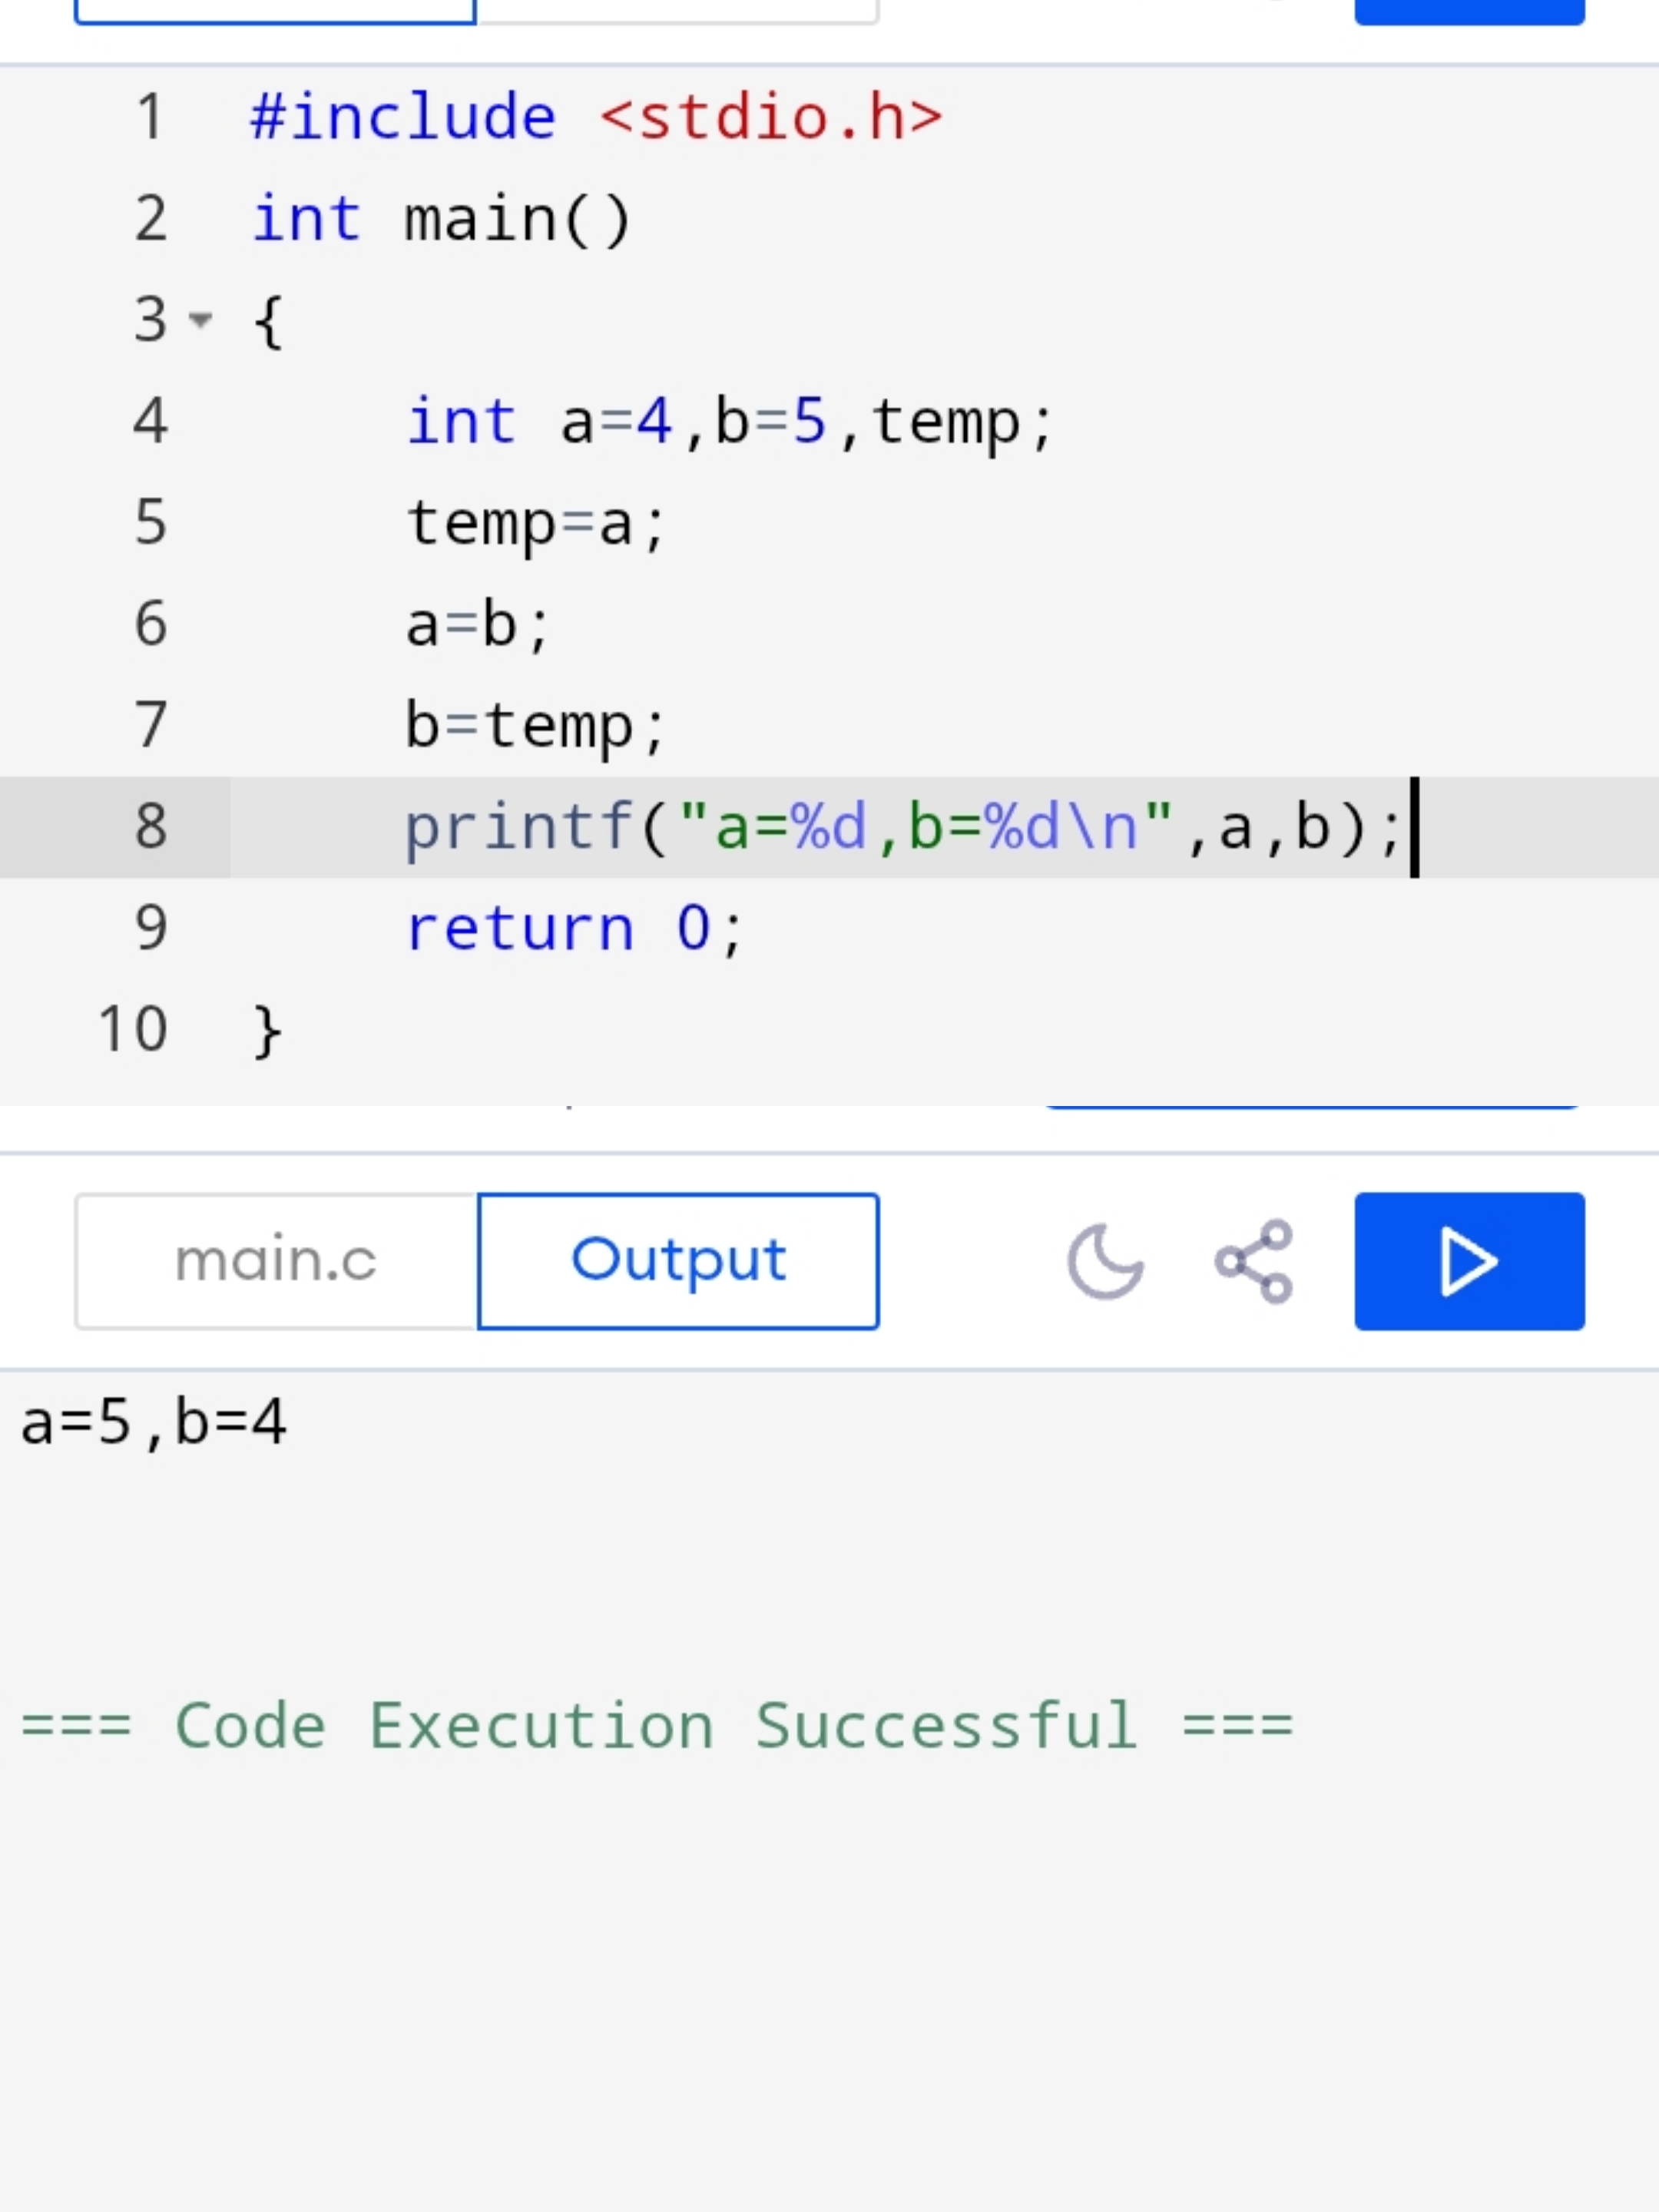 1 #include <stdio.h>
2 int main()
3 {
4     int a=4,b=5,temp;
5     temp=a;
6     a=b;
7     b=temp;
8     printf("a=%d,b=%d\n",a,b);
9     return 0;
10 }
main.c Output
a=5,b=4
=== Code Execution Successful ===